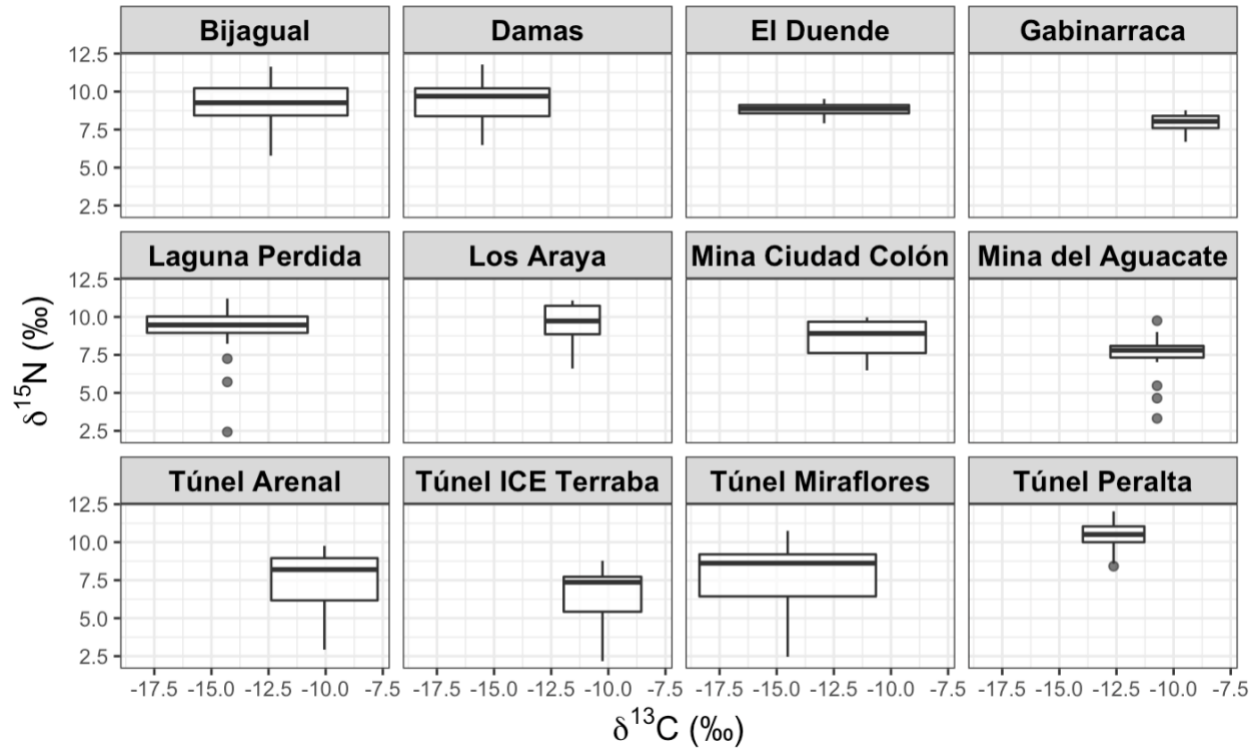 Bijagual Damas El Duende Gabinarraca
12.5
10.0
7.5
5.0
2.5
Laguna Perdida Los Araya Mina Ciudad Colón Mina del Aguacate
12.5
10.0
7.5
5.0
2.5
δ¹⁵N (‰)
Túnel Arenal Túnel ICE Terraba Túnel Miraflores Túnel Peralta
12.5
10.0
7.5
5.0
2.5
-17.5 -15.0 -12.5 -10.0 -7.5 -17.5 -15.0 -12.5 -10.0 -7.5 -17.5 -15.0 -12.5 -10.0 -7.5 -17.5 -15.0 -12.5 -10.0 -7.5
δ¹³C (‰)